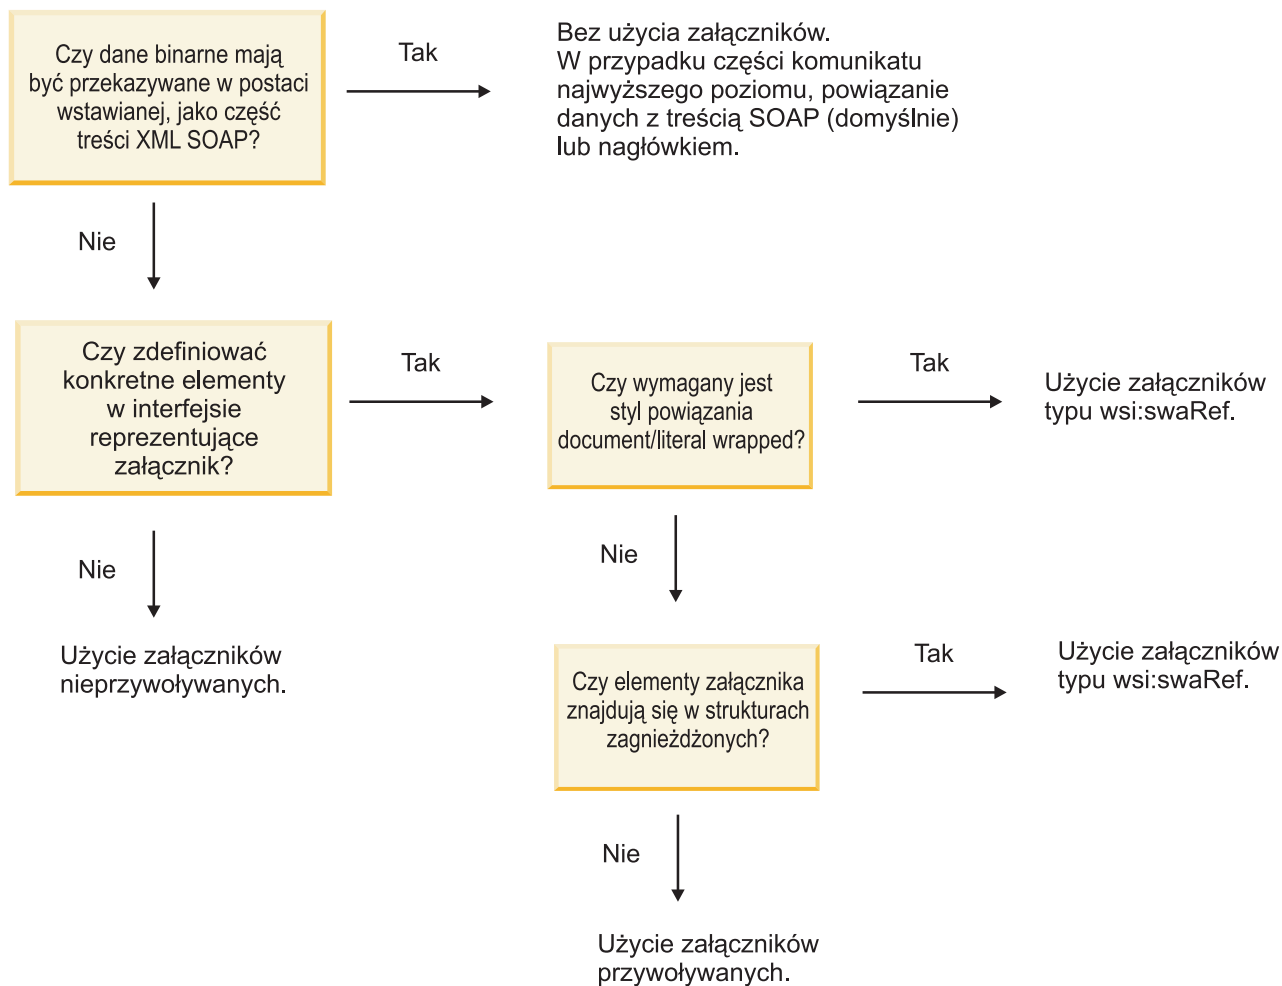 Czy dane binarne mają
być przekazywane w postaci
wstawianej, jako część
treści XML SOAP?
Tak
Bez użycia załączników.
W przypadku części komunikatu
najwyższego poziomu, powiązanie
danych z treścią SOAP (domyślnie)
lub nagłówkiem.
Nie
Czy zdefiniować
konkretne elementy
w interfejsie
reprezentujące
załącznik?
Tak
Czy wymagany jest
styl powiązania
document/literal wrapped?
Tak
Użycie załączników
typu wsi:swaRef.
Nie
Użycie załączników
nieprzywoływanych.
Nie
Czy elementy załącznika
znajdują się w strukturach
zagnieżdżonych?
Tak
Użycie załączników
typu wsi:swaRef.
Nie
Użycie załączników
przywoływanych.